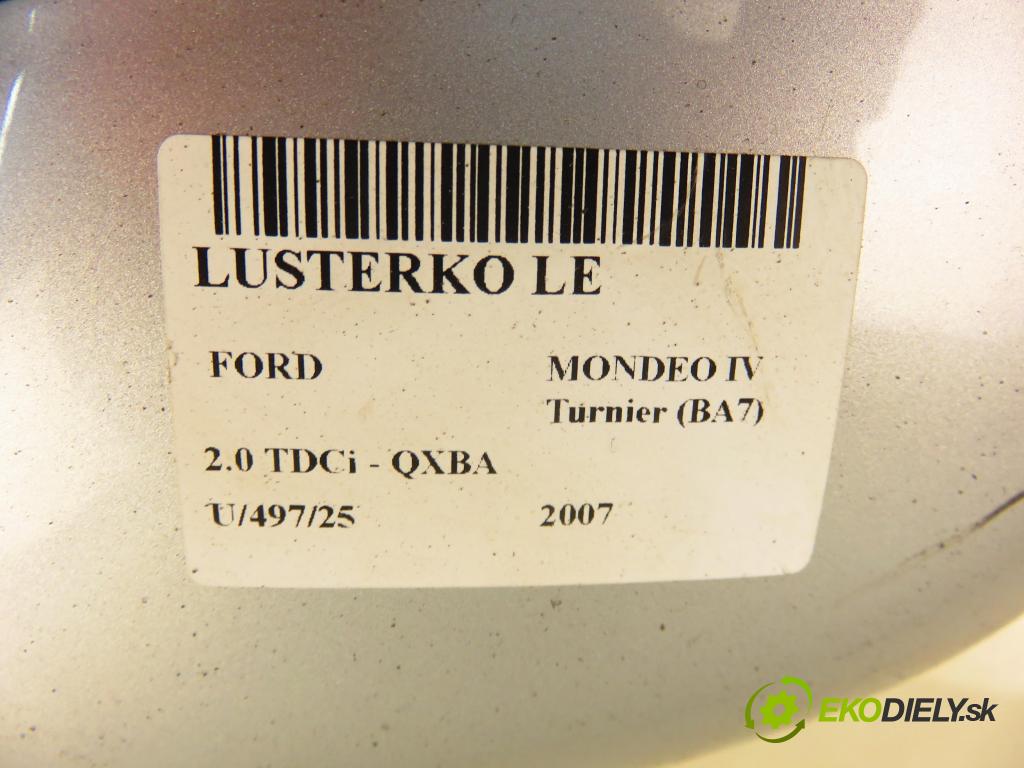 LUSTERKO LE
FORD MONDEO IV
Turnier (BA7)
2.0 TDCi - QXBA
U/497/25 2007
EKODIELY.sk